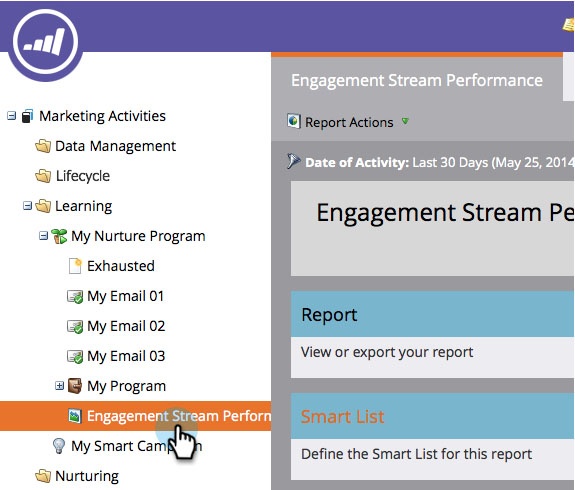 Marketing Activities
Data Management
Lifecycle
Learning
My Nurture Program
Exhausted
My Email 01
My Email 02
My Email 03
My Program
Engagement Stream Perforn
My Smart Campaign
Nurturing
Engagement Stream Performance
Report Actions
Date of Activity: Last 30 Days (May 25, 2014
Engagement Stream Pe
Report
View or export your report
Smart List
Define the Smart List for this report